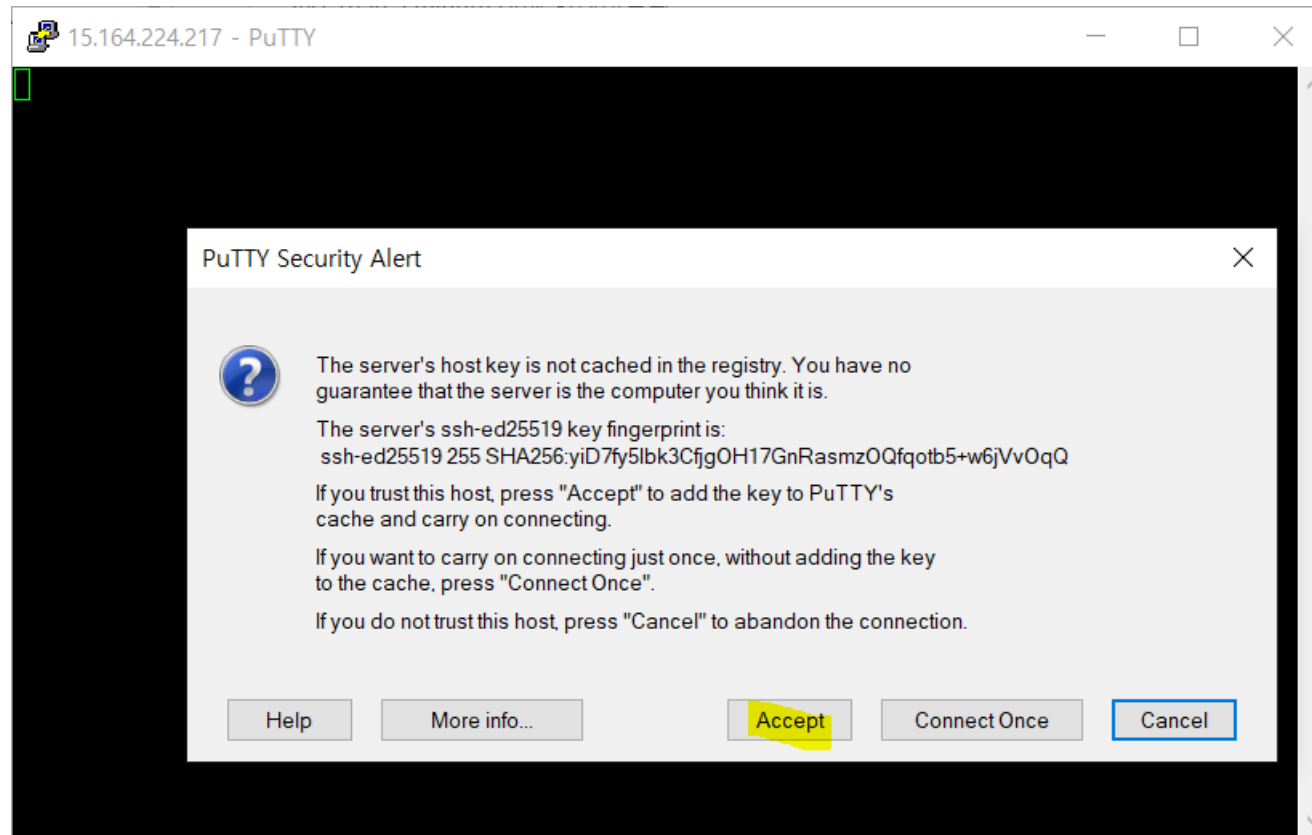 15.164.224.217 - PuTTY
PuTTY Security Alert
The server's host key is not cached in the registry. You have no
guarantee that the server is the computer you think it is.
The server's ssh-ed25519 key fingerprint is:
ssh-ed25519 255 SHA256:yiD7fy5lbk3CfjgOH17GnRasmzOQfqotb5+w6jVvOqQ
If you trust this host, press "Accept" to add the key to PuTTY's
cache and carry on connecting.
If you want to carry on connecting just once, without adding the key
to the cache, press "Connect Once".
If you do not trust this host, press "Cancel" to abandon the connection.
Help More info... Accept Connect Once Cancel